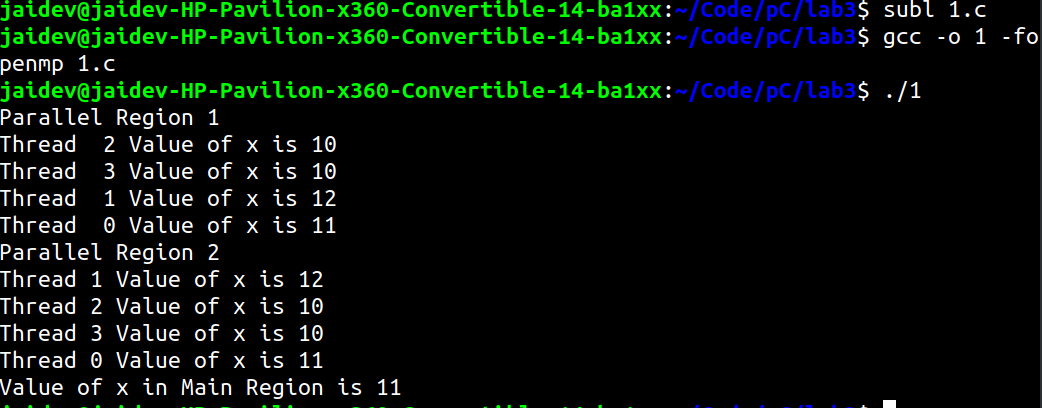 jaidev@jaidev-HP-Pavilion-x360-Convertible-14-ba1xx:~/Code/pC/lab3$ subl 1.c
jaidev@jaidev-HP-Pavilion-x360-Convertible-14-ba1xx:~/Code/pC/lab3$ gcc -o 1 -fo
penmp 1.c
jaidev@jaidev-HP-Pavilion-x360-Convertible-14-ba1xx:~/Code/pC/lab3$ ./1
Parallel Region 1
Thread  2 Value of x is 10
Thread  3 Value of x is 10
Thread  1 Value of x is 12
Thread  0 Value of x is 11
Parallel Region 2
Thread 1 Value of x is 12
Thread 2 Value of x is 10
Thread 3 Value of x is 10
Thread 0 Value of x is 11
Value of x in Main Region is 11